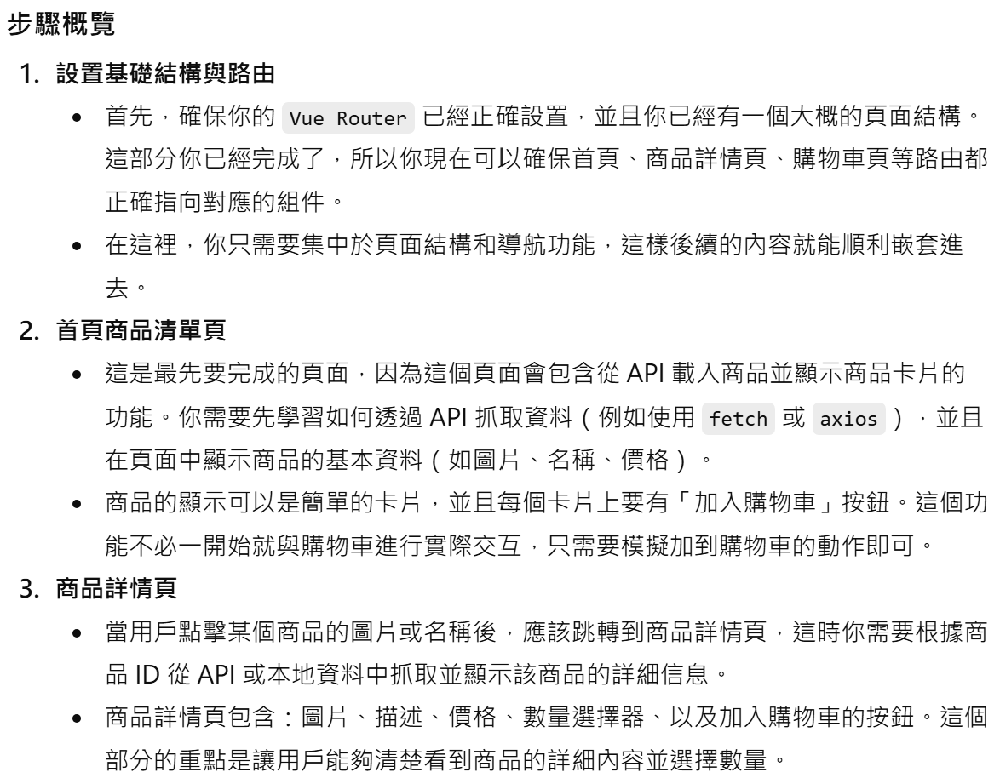 步驟概覽
1. 設置基礎結構與路由
• 首先，確保你的 Vue Router 已經正確設置，並且你已經有一個大概的頁面結構。
這部分你已經完成了，所以你現在可以確保首頁、商品詳情頁、購物車頁等路由都
正確指向對應的組件。
• 在這裡，你只需要集中於頁面結構和導航功能，這樣後續的內容就能順利嵌套進
去。
2. 首頁商品清單頁
• 這是最先要完成的頁面，因為這個頁面會包含從 API 載入商品並顯示商品卡片的
功能。你需要先學習如何透過 API 抓取資料（例如使用 fetch 或 axios ），並且
在頁面中顯示商品的基本資料（如圖片、名稱、價格）。
• 商品的顯示可以是簡單的卡片，並且每個卡片上要有「加入購物車」按鈕。這個功
能不必一開始就與購物車進行實際交互，只需要模擬加到購物車的動作即可。
3. 商品詳情頁
• 當用戶點擊某個商品的圖片或名稱後，應該跳轉到商品詳情頁，這時你需要根據商
品 ID 從 API 或本地資料中抓取並顯示該商品的詳細信息。
• 商品詳情頁包含：圖片、描述、價格、數量選擇器、以及加入購物車的按鈕。這個
部分的重點是讓用戶能夠清楚看到商品的詳細內容並選擇數量。